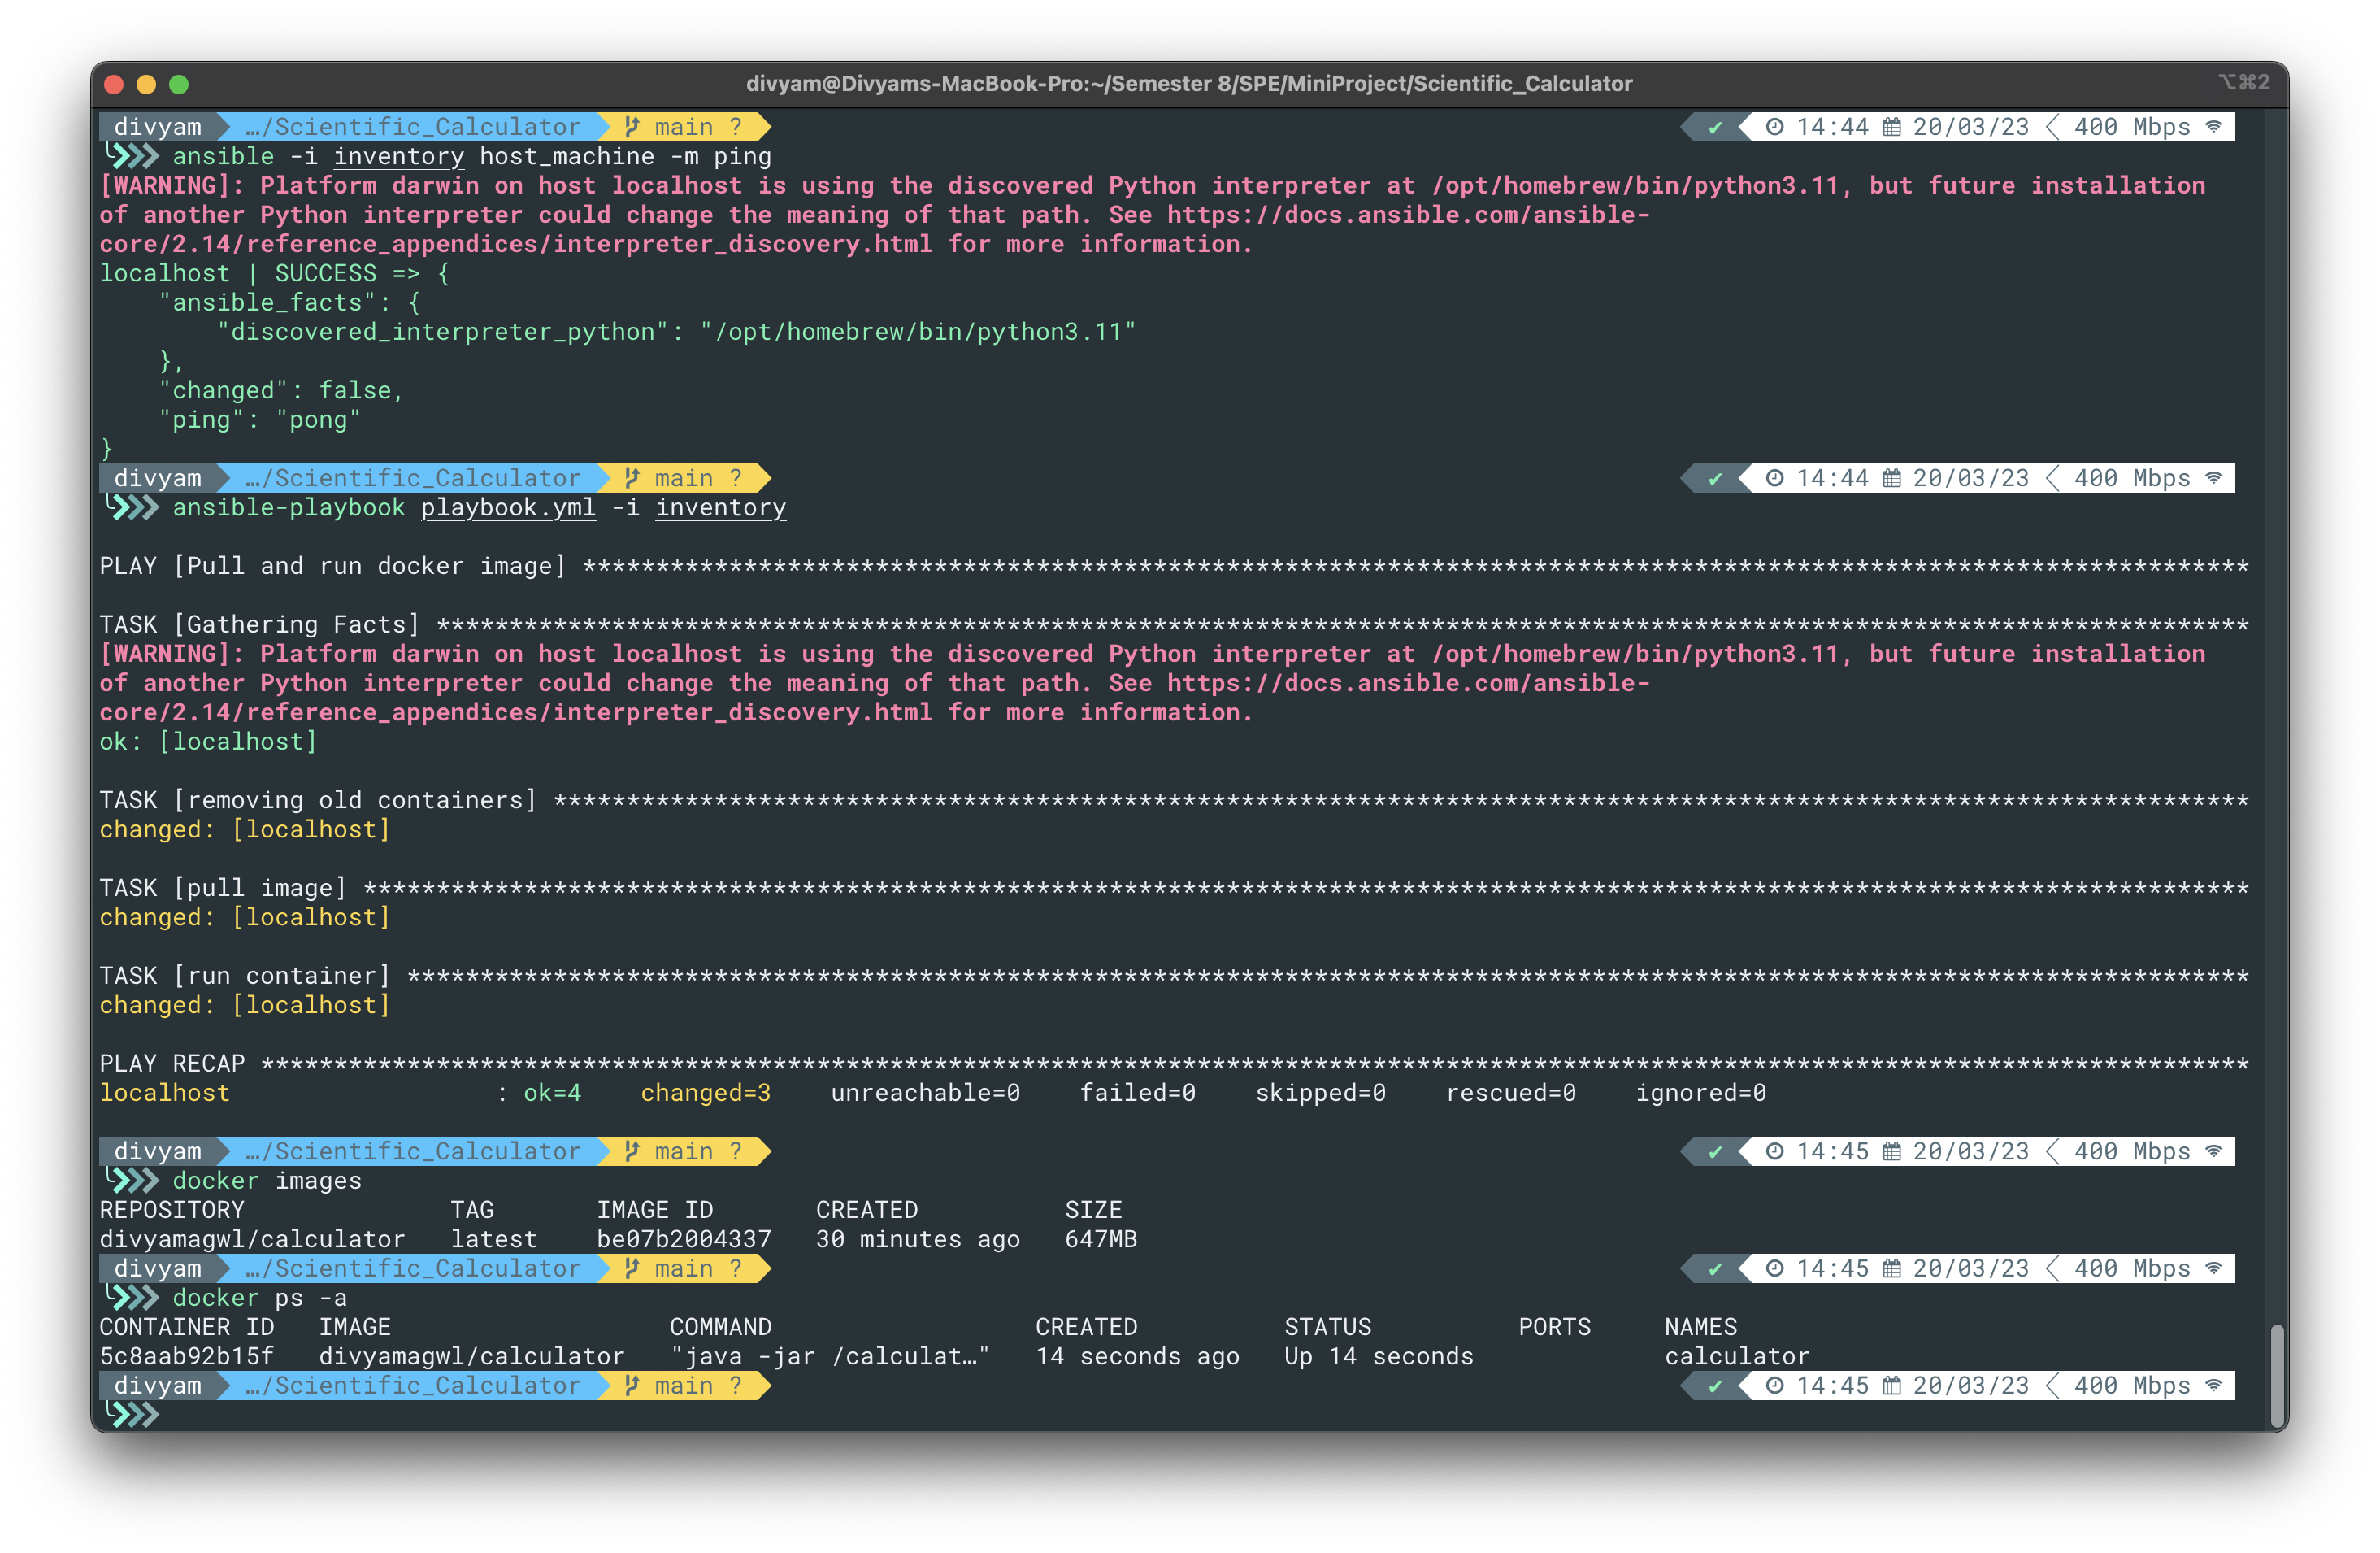 divyam@Divyams-MacBook-Pro:~/Semester 8/SPE/MiniProject/Scientific_Calculator ⌥⌘2
divyam …/Scientific_Calculator main ? ✔ 14:44 20/03/23 400 Mbps
ansible -i inventory host_machine -m ping
[WARNING]: Platform darwin on host localhost is using the discovered Python interpreter at /opt/homebrew/bin/python3.11, but future installation
of another Python interpreter could change the meaning of that path. See https://docs.ansible.com/ansible-
core/2.14/reference_appendices/interpreter_discovery.html for more information.
localhost | SUCCESS => {
    "ansible_facts": {
        "discovered_interpreter_python": "/opt/homebrew/bin/python3.11"
    },
    "changed": false,
    "ping": "pong"
}
divyam …/Scientific_Calculator main ? ✔ 14:44 20/03/23 400 Mbps
ansible-playbook playbook.yml -i inventory
PLAY [Pull and run docker image] ******************************************************************************************************************
TASK [Gathering Facts] ****************************************************************************************************************************
[WARNING]: Platform darwin on host localhost is using the discovered Python interpreter at /opt/homebrew/bin/python3.11, but future installation
of another Python interpreter could change the meaning of that path. See https://docs.ansible.com/ansible-
core/2.14/reference_appendices/interpreter_discovery.html for more information.
ok: [localhost]
TASK [removing old containers] ********************************************************************************************************************
changed: [localhost]
TASK [pull image] *********************************************************************************************************************************
changed: [localhost]
TASK [run container] ******************************************************************************************************************************
changed: [localhost]
PLAY RECAP ****************************************************************************************************************************************
localhost                  : ok=4    changed=3    unreachable=0    failed=0    skipped=0    rescued=0    ignored=0
divyam …/Scientific_Calculator main ? ✔ 14:45 20/03/23 400 Mbps
docker images
REPOSITORY              TAG       IMAGE ID       CREATED          SIZE
divyamagwl/calculator   latest    be07b2004337   30 minutes ago   647MB
divyam …/Scientific_Calculator main ? ✔ 14:45 20/03/23 400 Mbps
docker ps -a
CONTAINER ID   IMAGE                   COMMAND                  CREATED          STATUS          PORTS     NAMES
5c8aab92b15f   divyamagwl/calculator   "java -jar /calculat…"   14 seconds ago   Up 14 seconds             calculator
divyam …/Scientific_Calculator main ? ✔ 14:45 20/03/23 400 Mbps